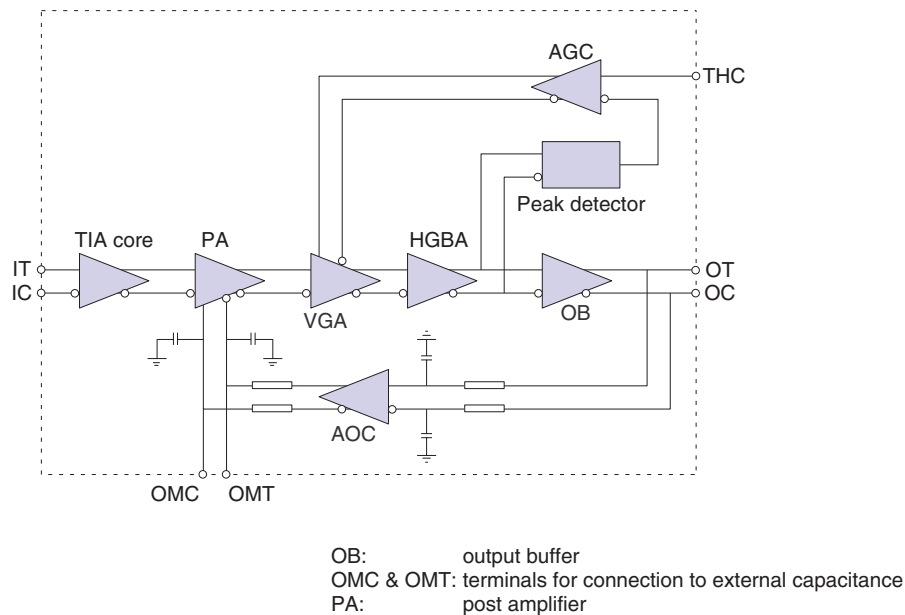 AGC
THC
Peak detector
TIA core
PA
HGBA
IT
OT
IC
OC
VGA
OB
AOC
OMC
OMT
OB: output buffer
OMC & OMT: terminals for connection to external capacitance
PA: post amplifier